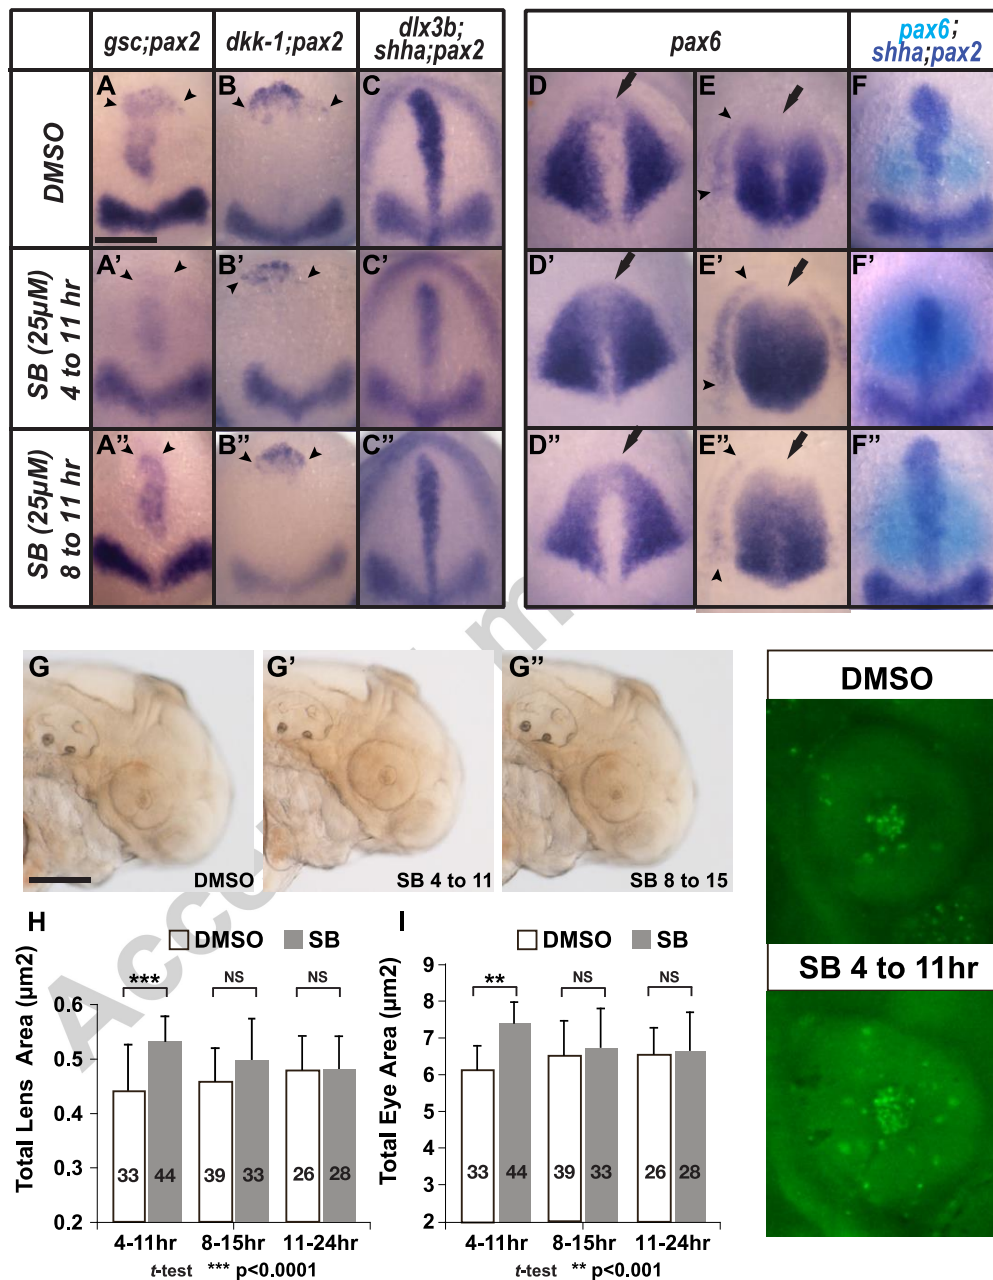 gsc;pax2
dkk-1;pax2
dlx3b;
shha;pax2
pax6
pax6;
shha;pax2
DMSO
A
B
C
D
E
F
SB (25µM)
4 to 11 hr
A'
B'
C'
D'
E'
F'
SB (25µM)
8 to 11 hr
A"
B"
C"
D"
E"
F"
G
DMSO
G'
SB 4 to 11
G"
SB 8 to 15
DMSO
SB 4 to 11hr
H
DMSO
SB
Total Lens Area (µm2)
0.6
0.5
0.4
0.3
0.2
***
NS
NS
33
44
39
33
26
28
4-11hr
8-15hr
11-24hr
t-test *** p<0.0001
I
DMSO
SB
Total Eye Area (µm2)
9
8
7
6
5
4
3
2
**
NS
NS
33
44
39
33
26
28
4-11hr
8-15hr
11-24hr
t-test ** p<0.001